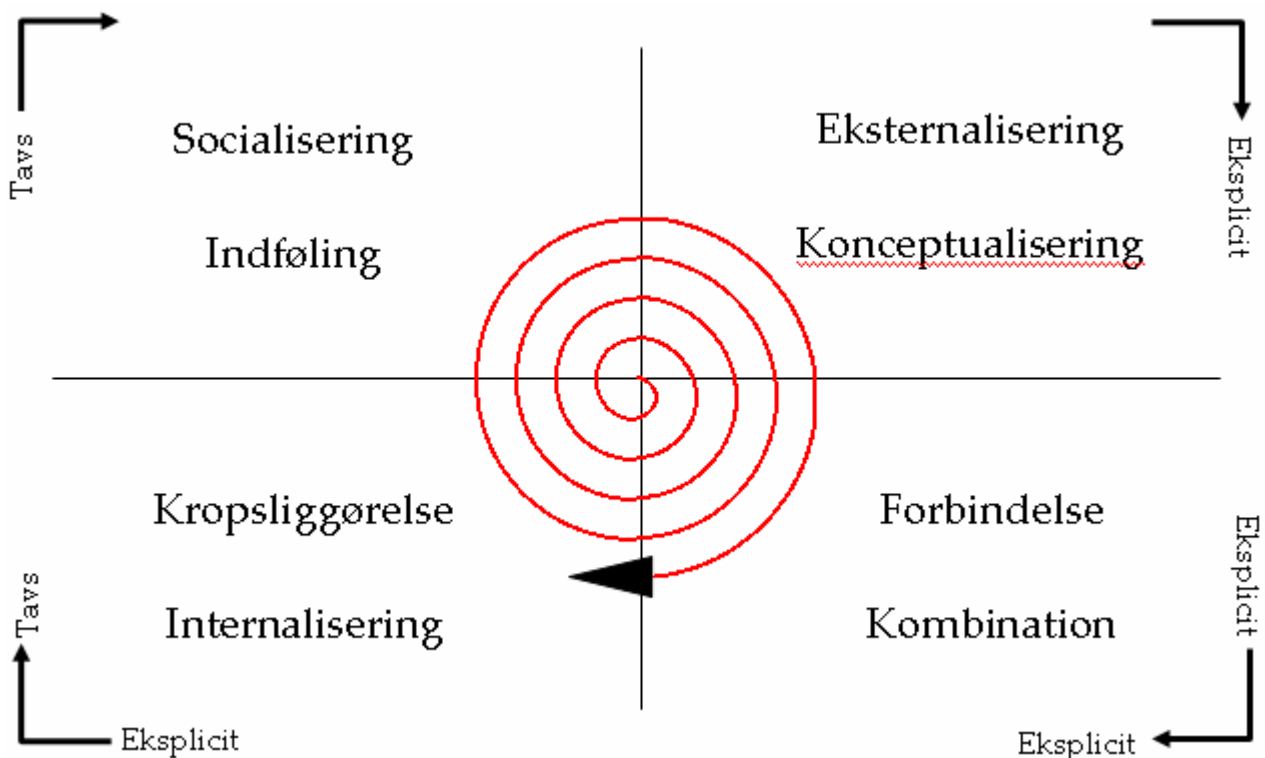 Tavs
Socialisering
Indføling
Eksternalisering
Konceptualisering
Eksplicit
Kropsliggørelse
Internalisering
Tavs
Eksplicit
Forbindelse
Kombination
Eksplicit
Eksplicit